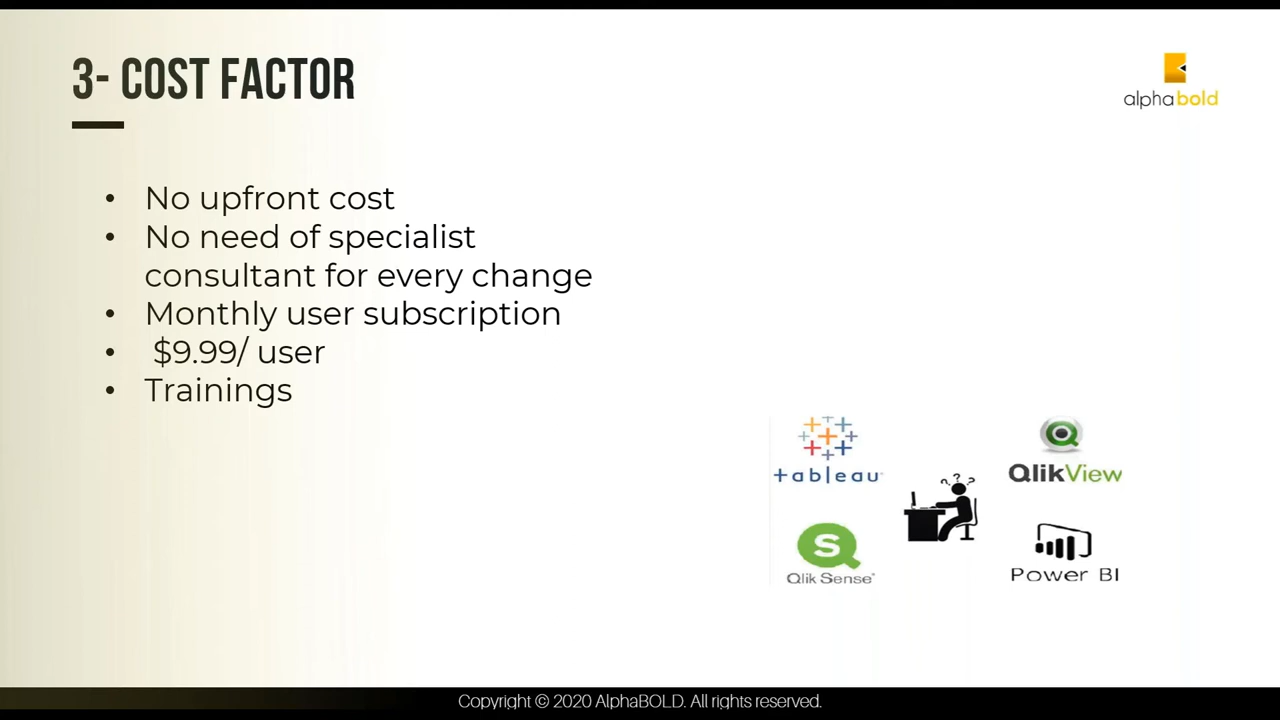 3- COST FACTOR
alphabold
• No upfront cost
• No need of specialist
consultant for every change
• Monthly user subscription
• $9.99/ user
• Trainings
+ableau
QlikView
? ? ?
S
Qlik Sense
Power BI
Copyright © 2020 AlphaBOLD. All rights reserved.